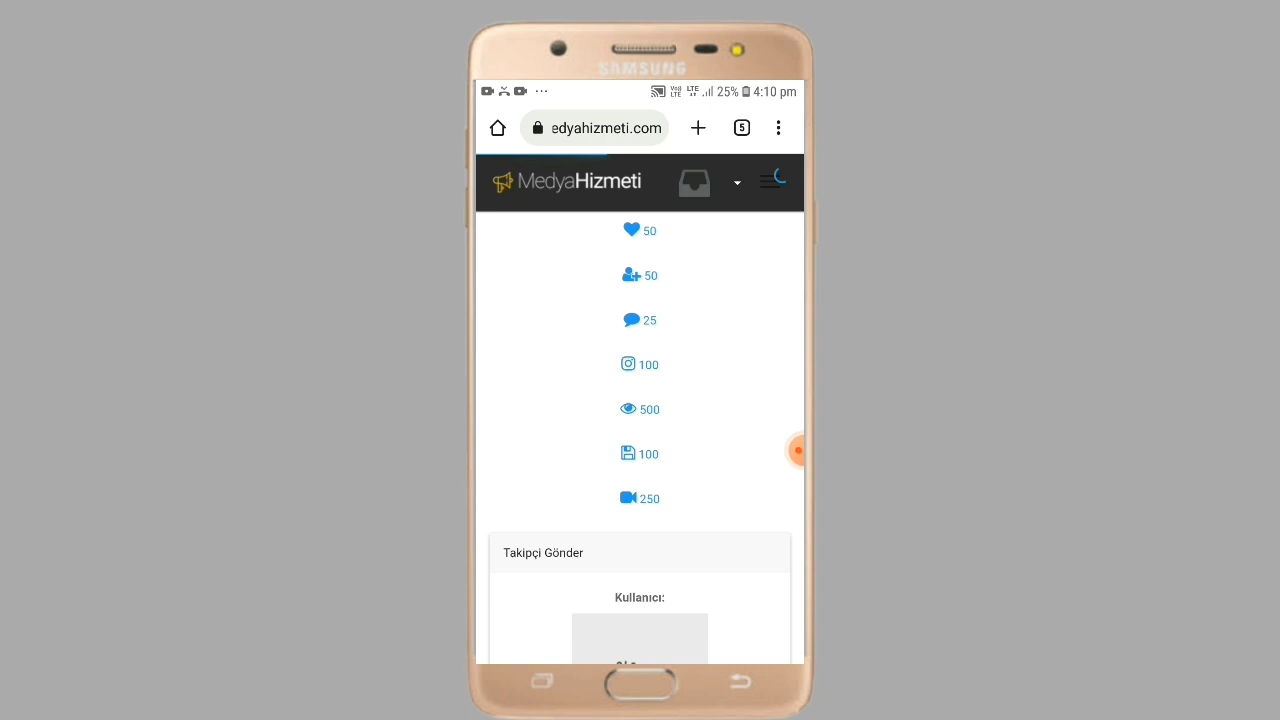 SAMSUNG
25% 4:10 pm
edyahizmeti.com
5
MedyaHizmeti
50
50
25
100
500
100
250
Takipçi Gönder
Kullanıcı: